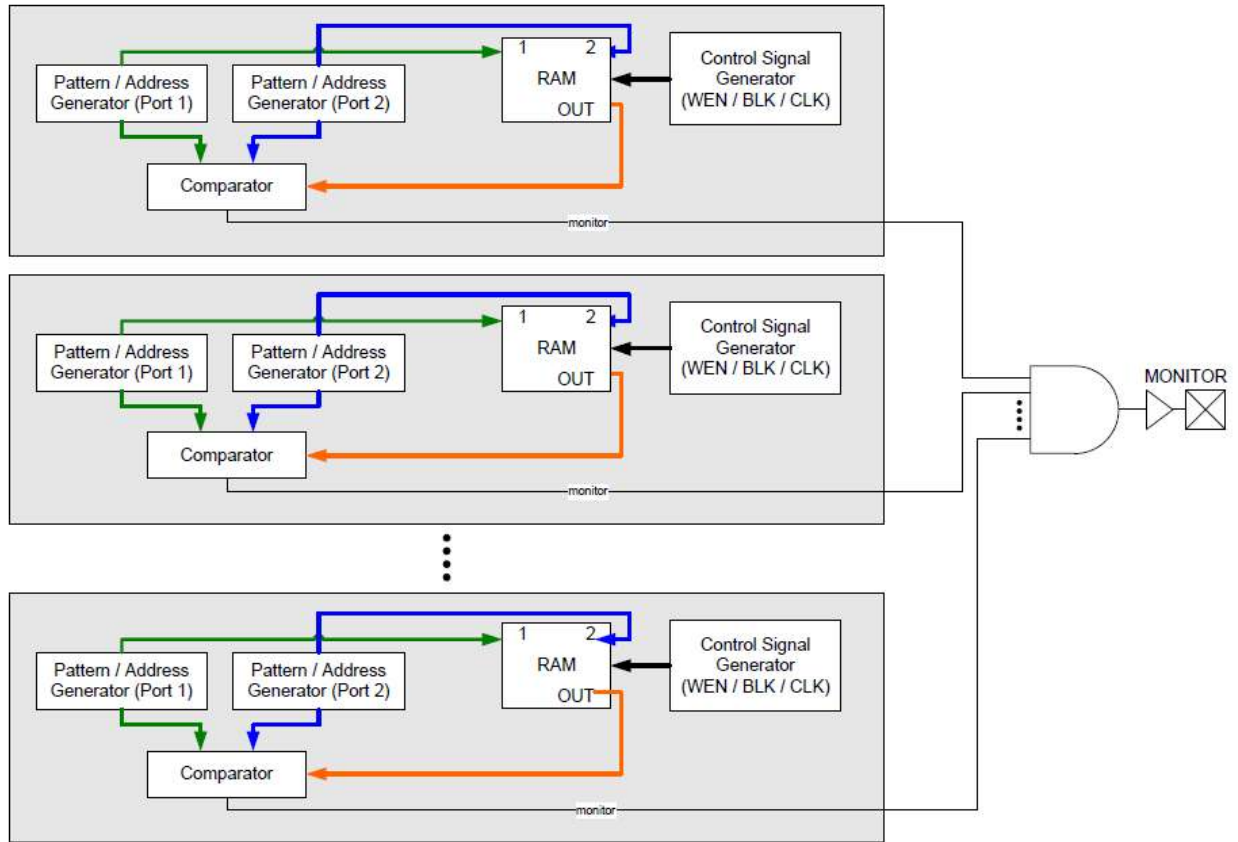 1 2
Control Signal
Generator
(WEN / BLK / CLK)
Pattern / Address
Generator (Port 1)
Pattern / Address
Generator (Port 2)
RAM
OUT
Comparator
monitor
1 2
Control Signal
Generator
(WEN / BLK / CLK)
Pattern / Address
Generator (Port 1)
Pattern / Address
Generator (Port 2)
RAM
OUT
Comparator
monitor
MONITOR
1 2
Control Signal
Generator
(WEN / BLK / CLK)
Pattern / Address
Generator (Port 1)
Pattern / Address
Generator (Port 2)
RAM
OUT
Comparator
monitor